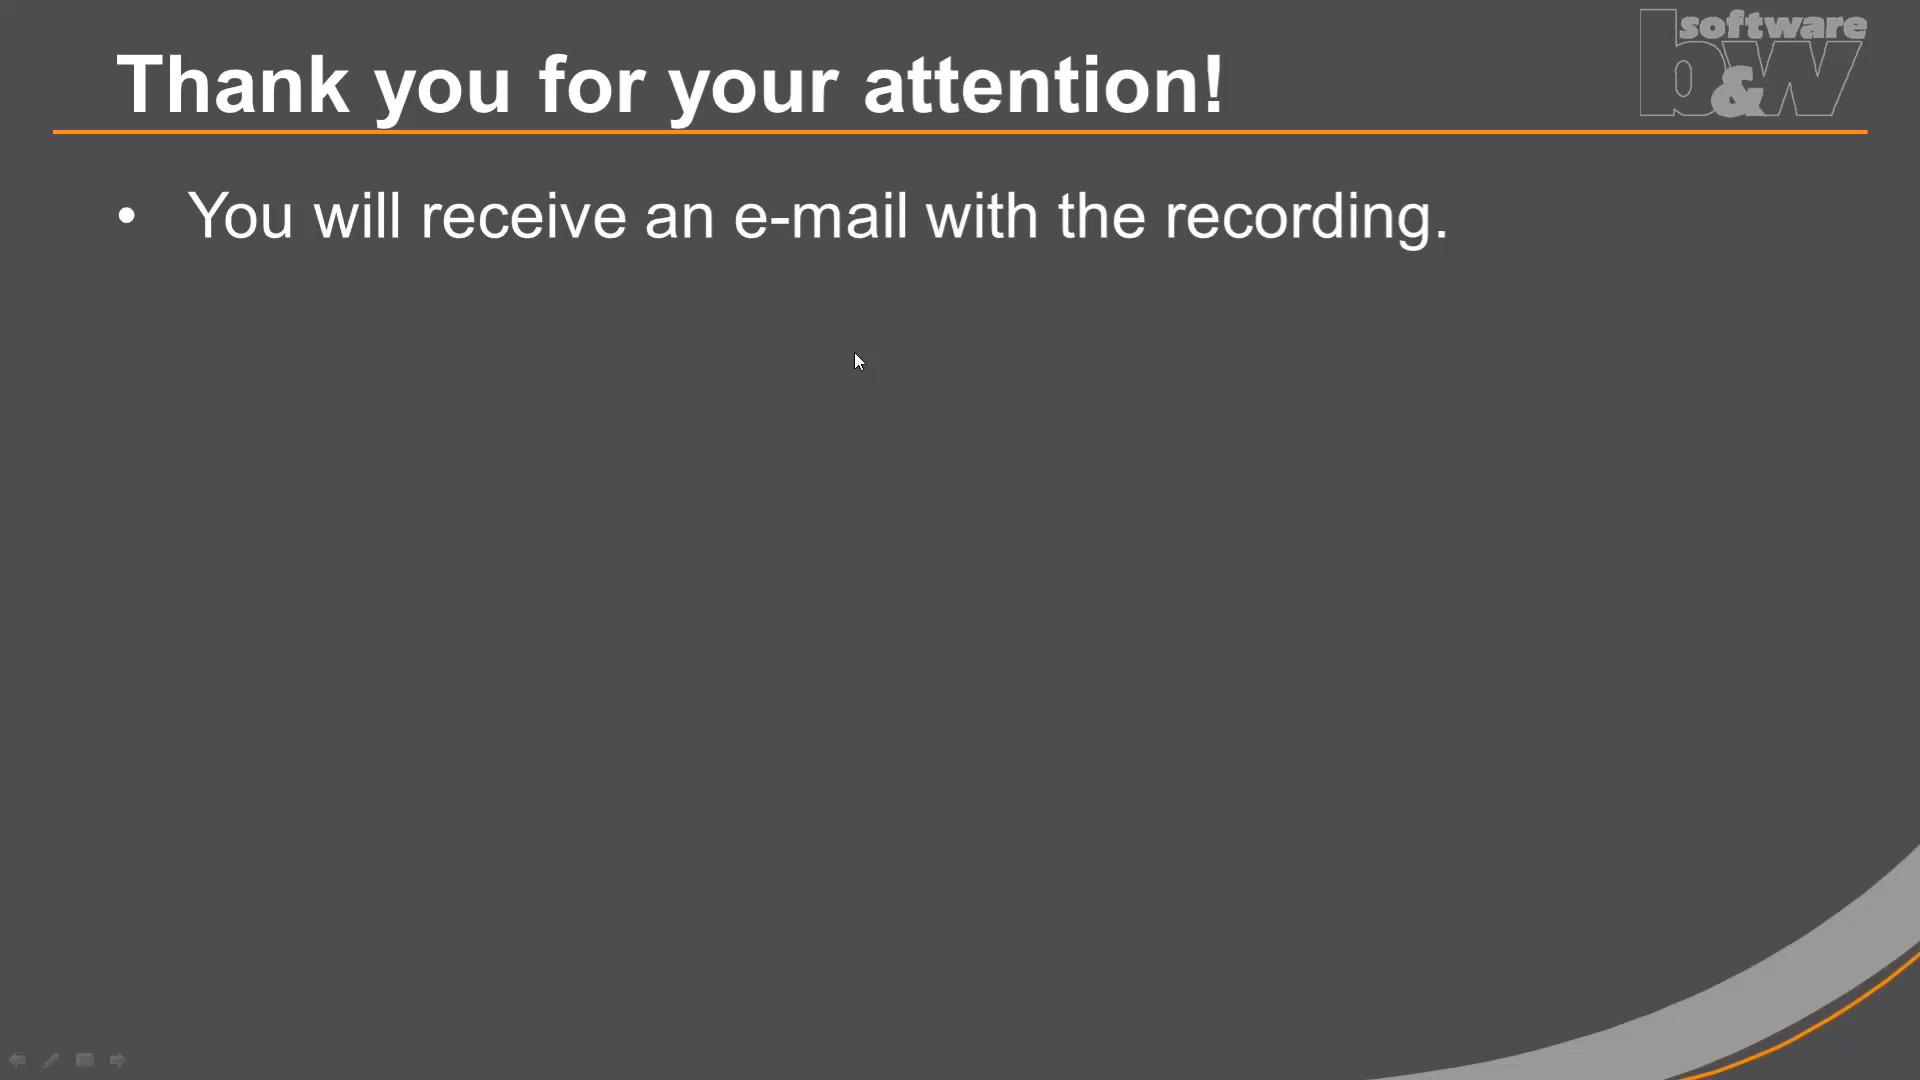 software
b&w
Thank you for your attention!
• You will receive an e-mail with the recording.